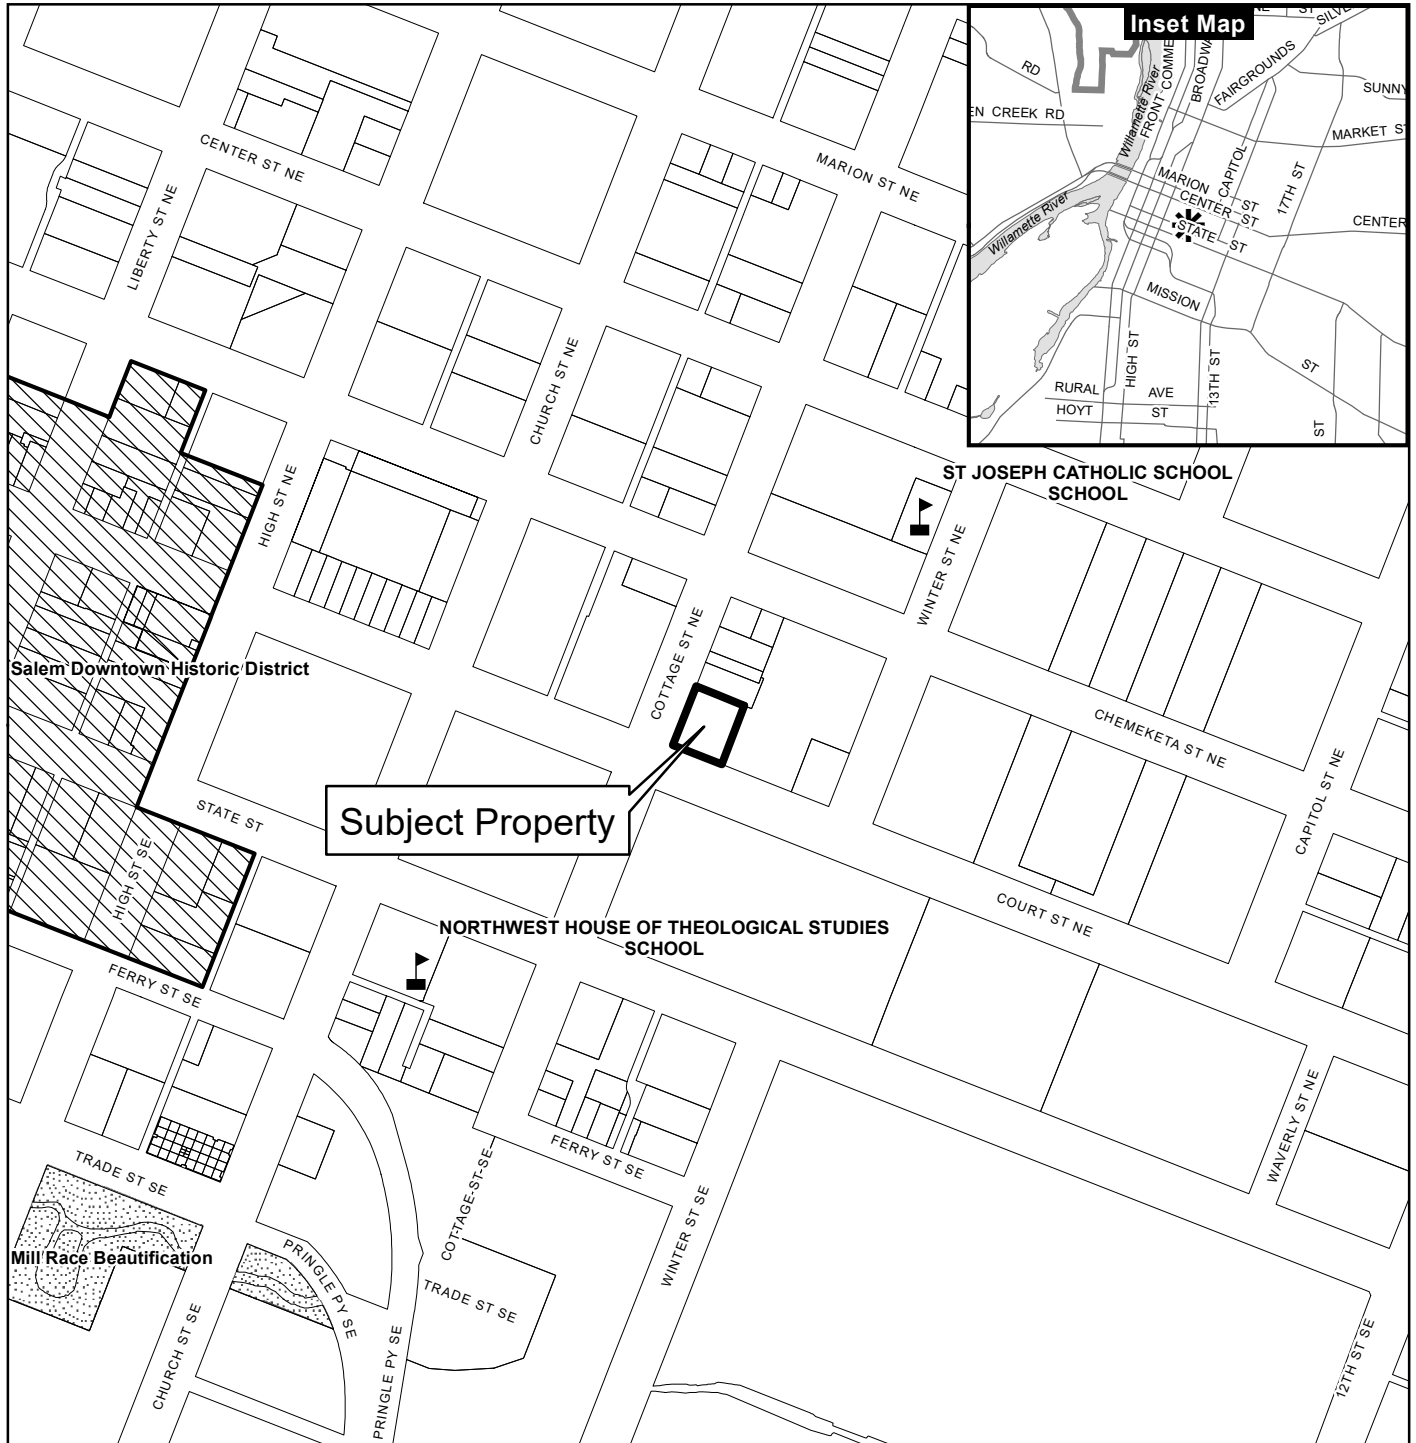 Inset Map
NE
ST
SILVE
RD
FRONT
COMME
BROADWA
FAIRGROUNDS
SUNNY
EN CREEK RD
Willamette River
MARKET ST
CAPITOL
17TH ST
MARION ST
CENTER ST
CENTER
STATE ST
Willamette River
MISSION
ST
HIGH ST
13TH ST
RURAL AVE
HOYT ST
ST
CENTER ST NE
MARION ST NE
LIBERTY ST NE
CHURCH ST NE
HIGH ST NE
ST JOSEPH CATHOLIC SCHOOL
SCHOOL
WINTER ST NE
COTTAGE ST NE
Salem Downtown Historic District
CHEMEKETA ST NE
CAPITOL ST NE
STATE ST
Subject Property
HIGH ST SE
COURT ST NE
NORTHWEST HOUSE OF THEOLOGICAL STUDIES
SCHOOL
FERRY ST SE
WAVERLY ST NE
FERRY ST SE
TRADE ST SE
COTTAGE-ST-SE
WINTER ST SE
Mill Race Beautification
PRINGLE PY SE
TRADE ST SE
CHURCH ST SE
PRINGLE PY SE
12TH ST SE